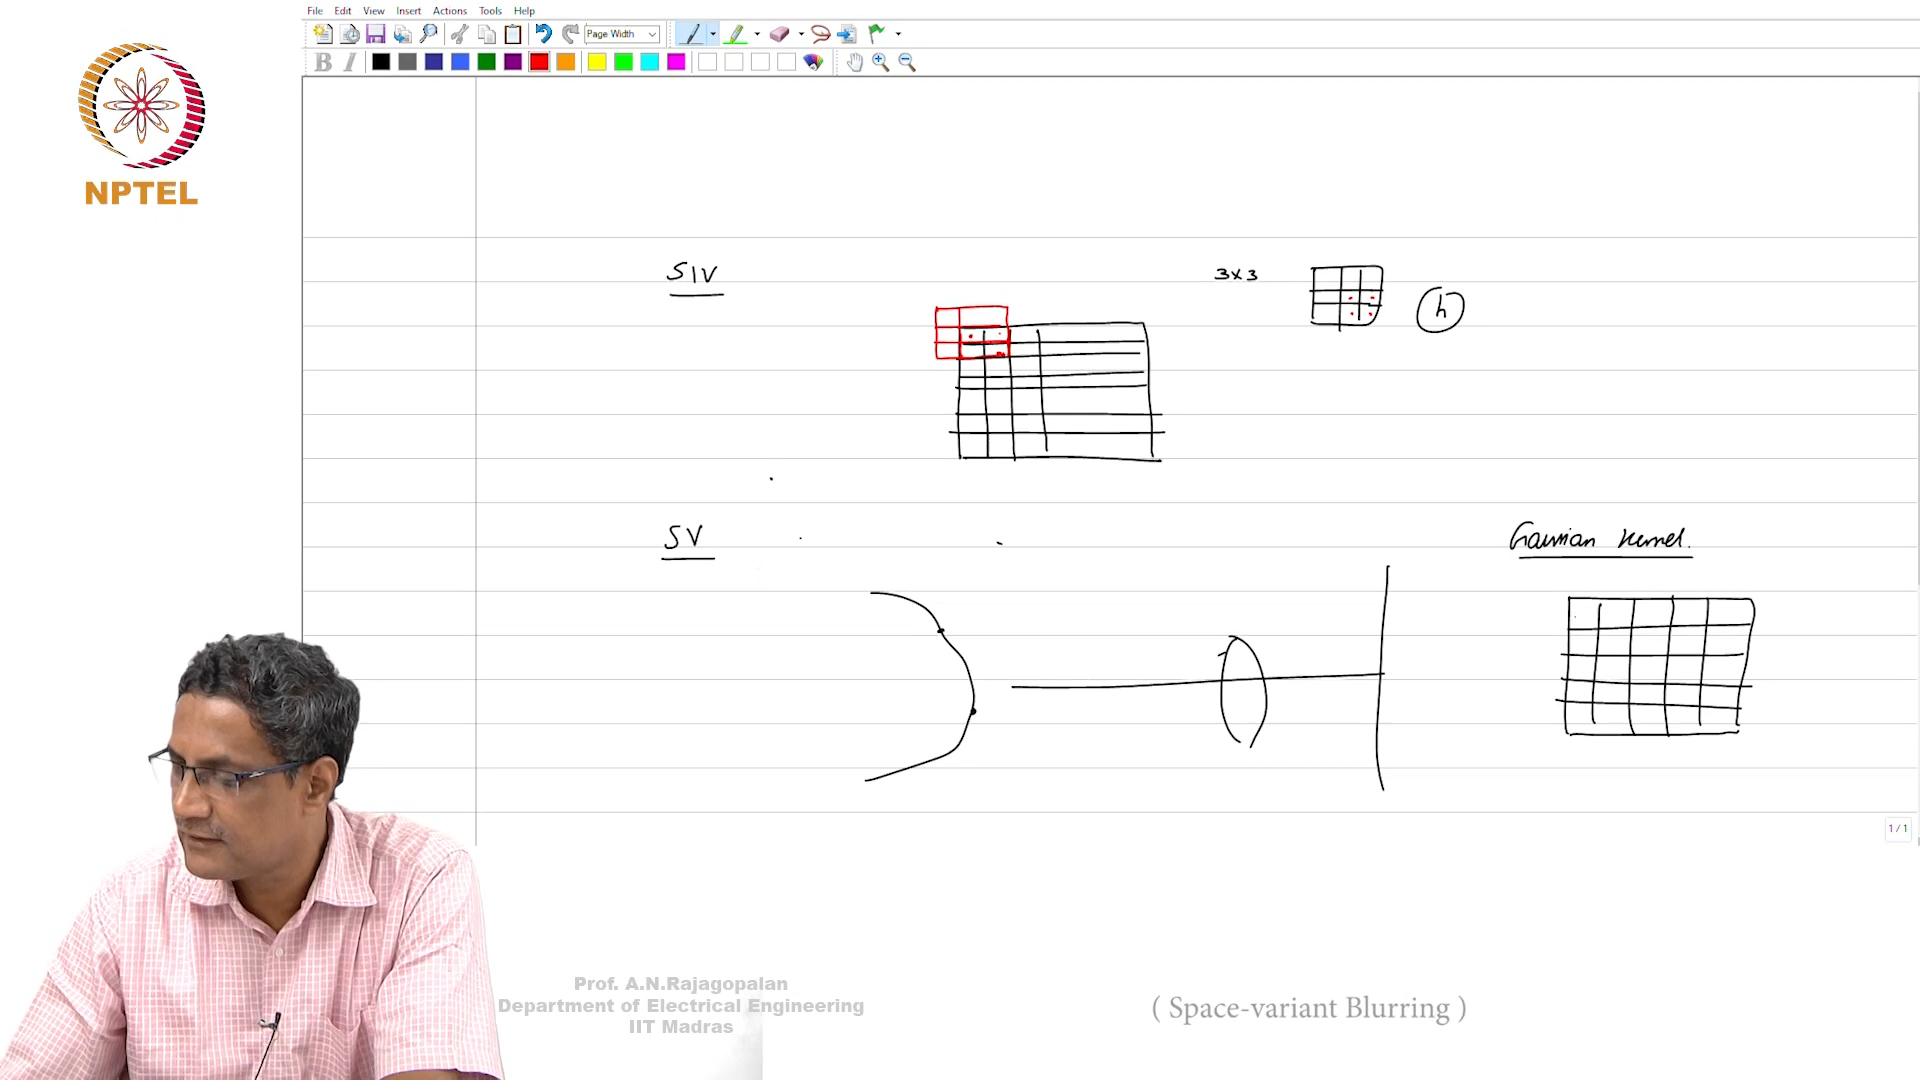 File Edit View Insert Actions Tools Help
Page Width
B I
NPTEL
SIV
3x3
h
SV
Gaussian kernel.
1 / 1
Prof. A.N.Rajagopalan
Department of Electrical Engineering
IIT Madras
( Space-variant Blurring )